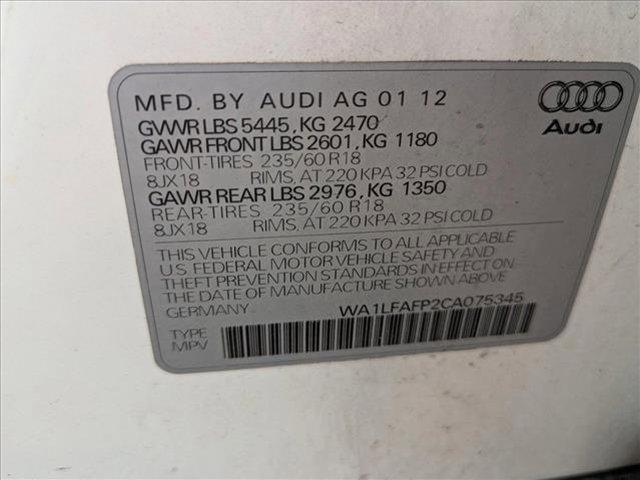 MFD. BY AUDI AG 01 12
GVWR LBS 5445, KG 2470
GAWR FRONT LBS 2601, KG 1180
FRONT-TIRES 235/60 R18
8JX18 RIMS, AT 220 KPA 32 PSI COLD
GAWR REAR LBS 2976, KG 1350
REAR-TIRES 235/60 R18
8JX18 RIMS, AT 220 KPA 32 PSI COLD
Audi
THIS VEHICLE CONFORMS TO ALL APPLICABLE
U.S. FEDERAL MOTOR VEHICLE SAFETY AND
THEFT PREVENTION STANDARDS IN EFFECT ON
THE DATE OF MANUFACTURE SHOWN ABOVE.
GERMANY WA1LFAFP2CA075345
TYPE
MPV